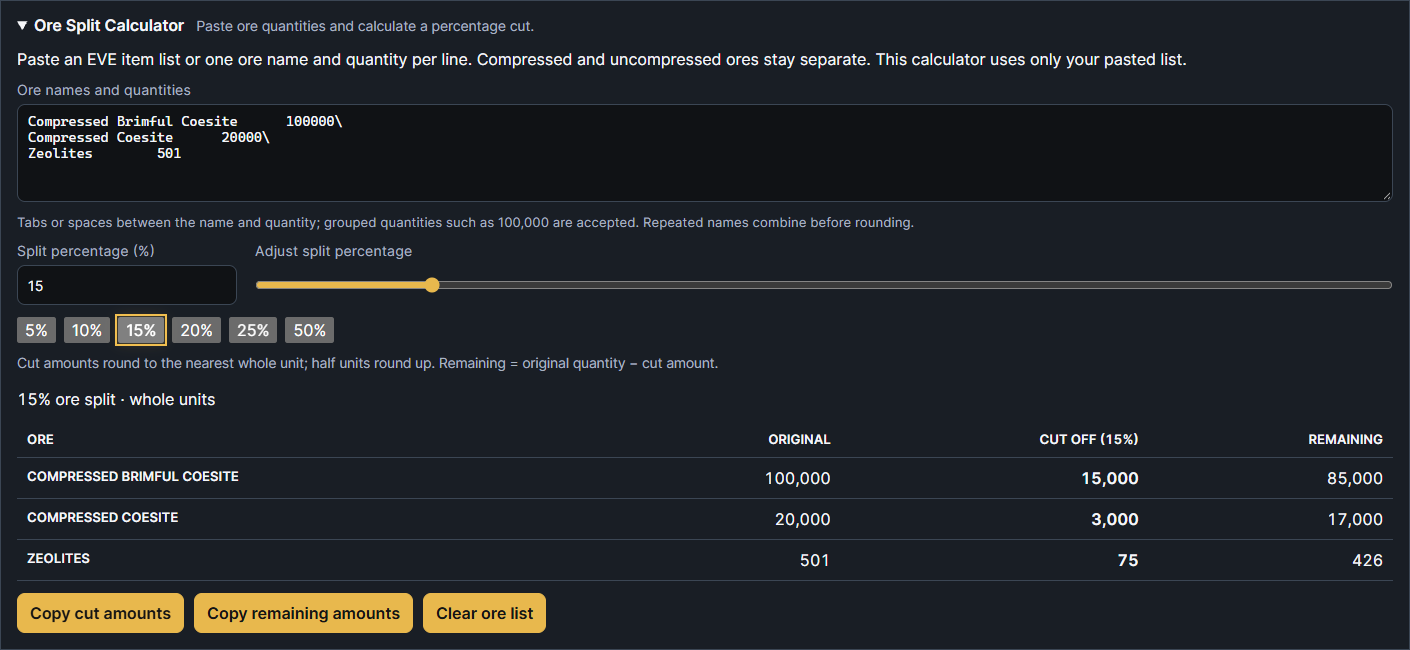 ▼ Ore Split Calculator Paste ore quantities and calculate a percentage cut.
Paste an EVE item list or one ore name and quantity per line. Compressed and uncompressed ores stay separate. This calculator uses only your pasted list.
Ore names and quantities
Compressed Brimful Coesite      100000\
Compressed Coesite      20000\
Zeolites        501
Tabs or spaces between the name and quantity; grouped quantities such as 100,000 are accepted. Repeated names combine before rounding.
Split percentage (%) Adjust split percentage
15
5% 10% 15% 20% 25% 50%
Cut amounts round to the nearest whole unit; half units round up. Remaining = original quantity − cut amount.
15% ore split · whole units
ORE ORIGINAL CUT OFF (15%) REMAINING
COMPRESSED BRIMFUL COESITE 100,000 15,000 85,000
COMPRESSED COESITE 20,000 3,000 17,000
ZEOLITES 501 75 426
Copy cut amounts Copy remaining amounts Clear ore list